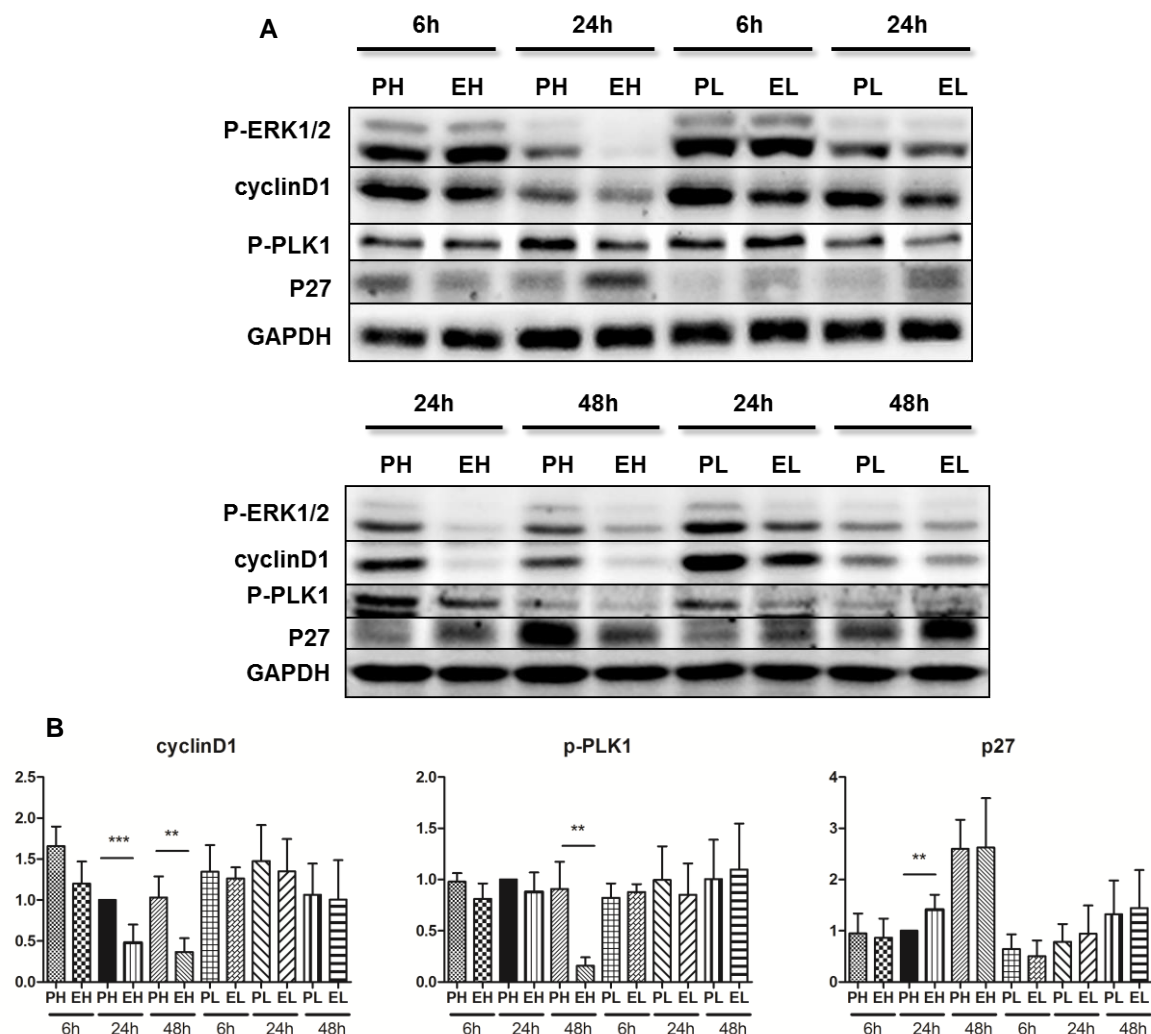 A
6h 24h 6h 24h
PH EH PH EH PL EL PL EL
P-ERK1/2
cyclinD1
P-PLK1
P27
GAPDH
24h 48h 24h 48h
PH EH PH EH PL EL PL EL
P-ERK1/2
cyclinD1
P-PLK1
P27
GAPDH
B
cyclinD1
2.5
2.0
1.5
1.0
0.5
0.0
*** **
PH EH PH EH PH EH PL EL PL EL PL EL
6h 24h 48h 6h 24h 48h
p-PLK1
2.0
1.5
1.0
0.5
0.0
**
PH EH PH EH PH EH PL EL PL EL PL EL
6h 24h 48h 6h 24h 48h
p27
4
3
2
1
0
**
PH EH PH EH PH EH PL EL PL EL PL EL
6h 24h 48h 6h 24h 48h